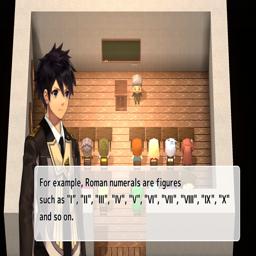 For example, Roman numerals are figures
such as "I", "II", "III", "IV", "V", "VI", "VII", "VIII", "IX", "X"
and so on.